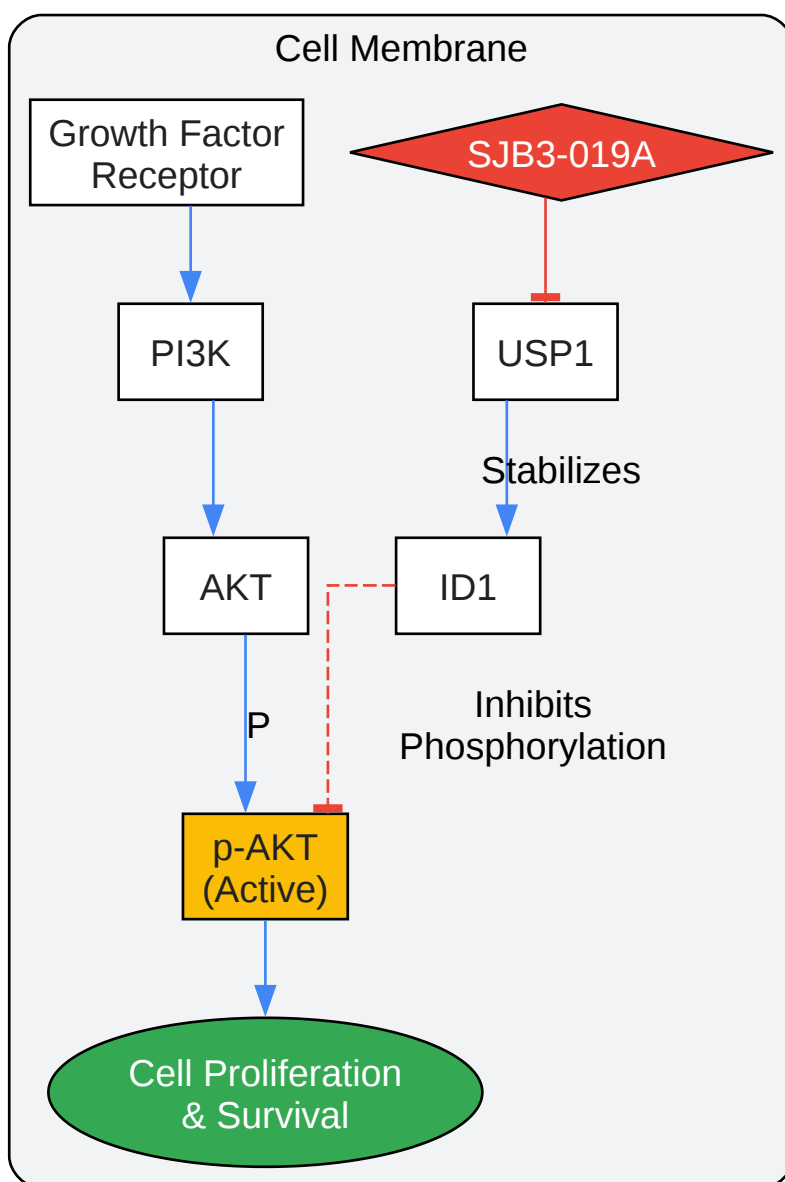 Cell Membrane
Growth Factor
Receptor
SJB3-019A
PI3K
USP1
Stabilizes
AKT
ID1
P
Inhibits
Phosphorylation
p-AKT
(Active)
Cell Proliferation
& Survival